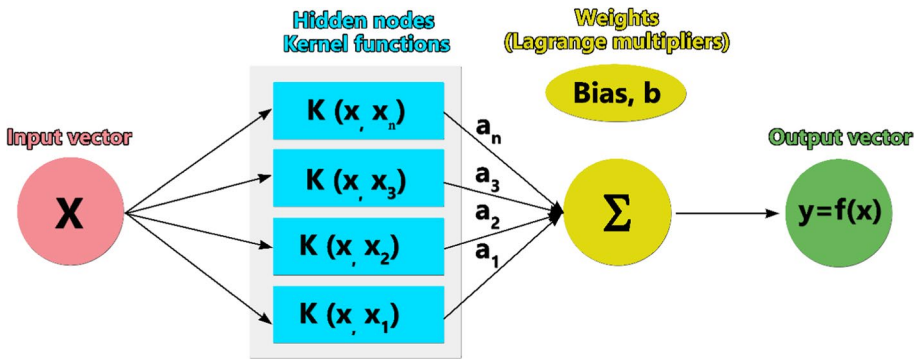 Hidden nodes
Kernel functions
Weights
(Lagrange multipliers)
Bias, b
Input vector
X
K (x, xₙ)
K (x, x₃)
K (x, x₂)
K (x, x₁)
aₙ
a₃
a₂
a₁
Σ
Output vector
y=f(x)